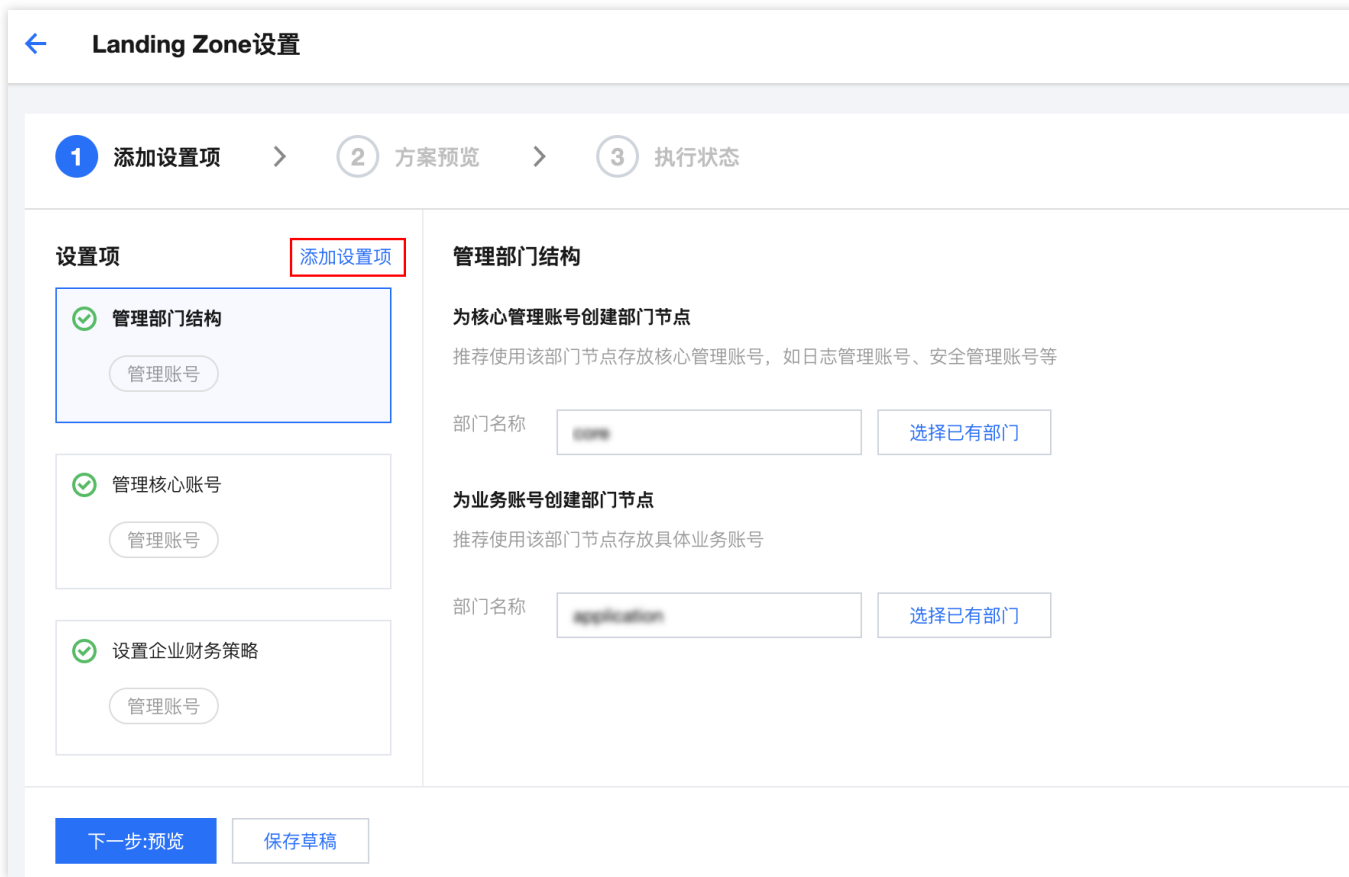 Landing Zone设置
1 添加设置项
2 方案预览
3 执行状态
设置项
添加设置项
管理部门结构
管理账号
管理核心账号
管理账号
设置企业财务策略
管理账号
管理部门结构
为核心管理账号创建部门节点
推荐使用该部门节点存放核心管理账号，如日志管理账号、安全管理账号等
部门名称
core
选择已有部门
为业务账号创建部门节点
推荐使用该部门节点存放具体业务账号
部门名称
application
选择已有部门
下一步:预览
保存草稿